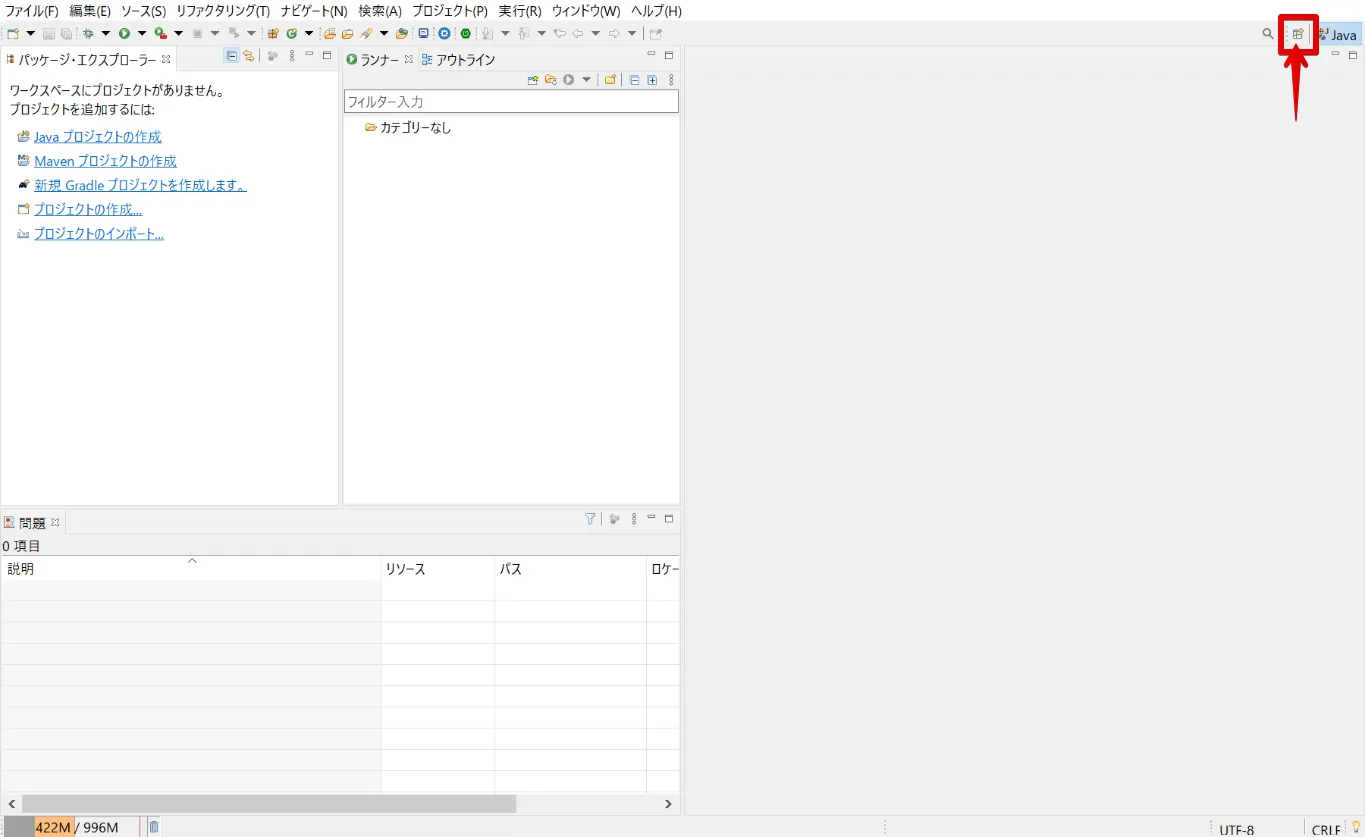 ファイル(F) 編集(E) ソース(S) リファクタリング(T) ナビゲート(N) 検索(A) プロジェクト(P) 実行(R) ウィンドウ(W) ヘルプ(H)
Java
パッケージ・エクスプローラー
ワークスペースにプロジェクトがありません。
プロジェクトを追加するには:
Java プロジェクトの作成
Maven プロジェクトの作成
新規 Gradle プロジェクトを作成します。
プロジェクトの作成...
プロジェクトのインポート...
ランナー アウトライン
フィルター入力
カテゴリーなし
問題
0 項目
説明 リソース パス ロケー
422M / 996M
UTF-8 CRLF